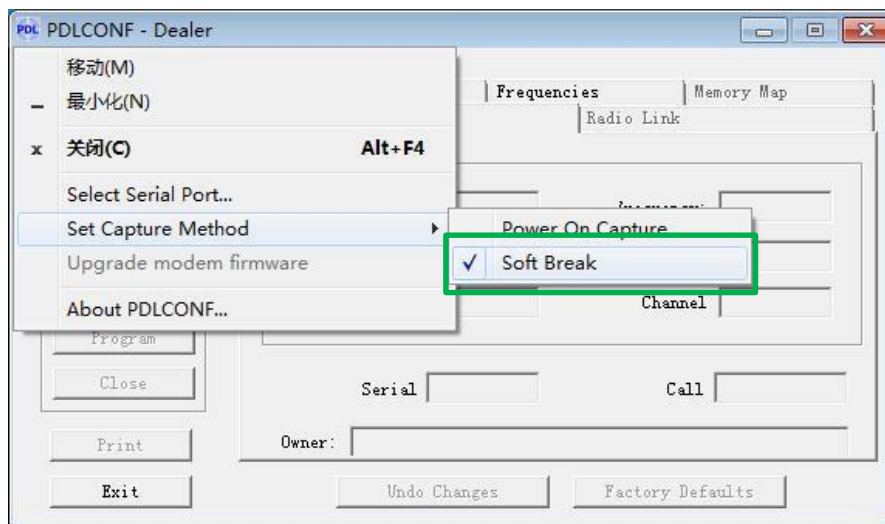 PDL PDLCONF - Dealer
移动(M)
最小化(N)
关闭(C) Alt+F4
Select Serial Port...
Set Capture Method
Upgrade modem firmware
About PDLCONF...
Power On Capture
Soft Break
Frequencies
Memory Map
Radio Link
Channel
Program
Close
Serial
Call
Print
Owner:
Exit
Undo Changes
Factory Defaults